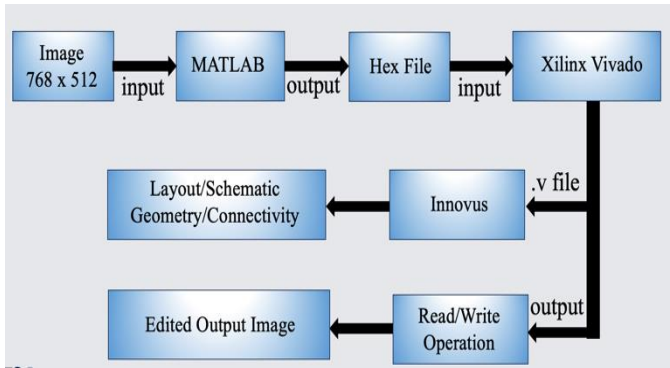 Image
768 x 512
input
MATLAB
output
Hex File
input
Xilinx Vivado
.v file
Innovus
Layout/Schematic
Geometry/Connectivity
output
Read/Write
Operation
Edited Output Image